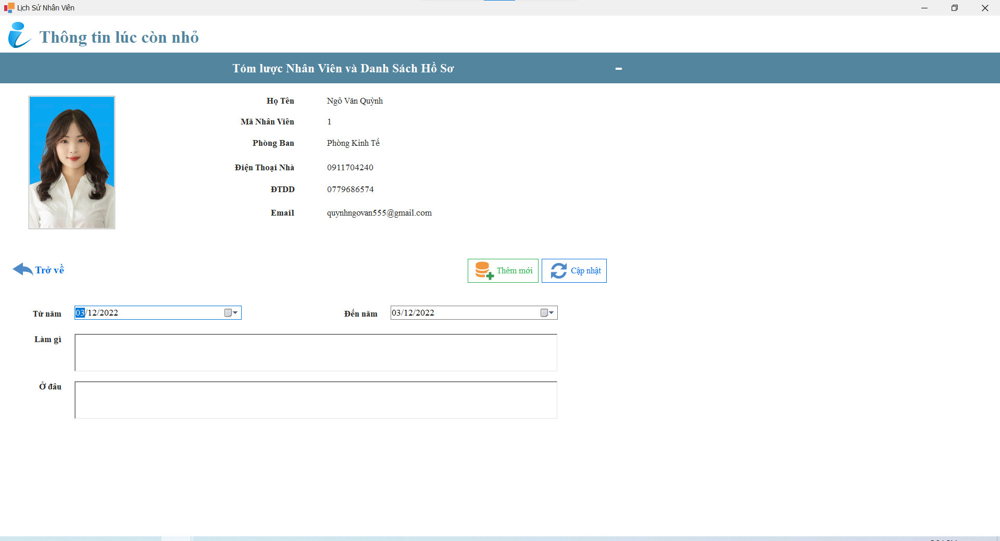 Lịch Sử Nhân Viên
Thông tin lúc còn nhỏ
Tóm lược Nhân Viên và Danh Sách Hồ Sơ
Họ Tên Ngô Văn Quỳnh
Mã Nhân Viên 1
Phòng Ban Phòng Kinh Tế
Điện Thoại Nhà 0911704240
ĐTDD 0779686574
Email quynhngovan555@gmail.com
Trở về Thêm mới Cập nhật
Từ năm 03/12/2022 Đến năm 03/12/2022
Làm gì
Ở đâu